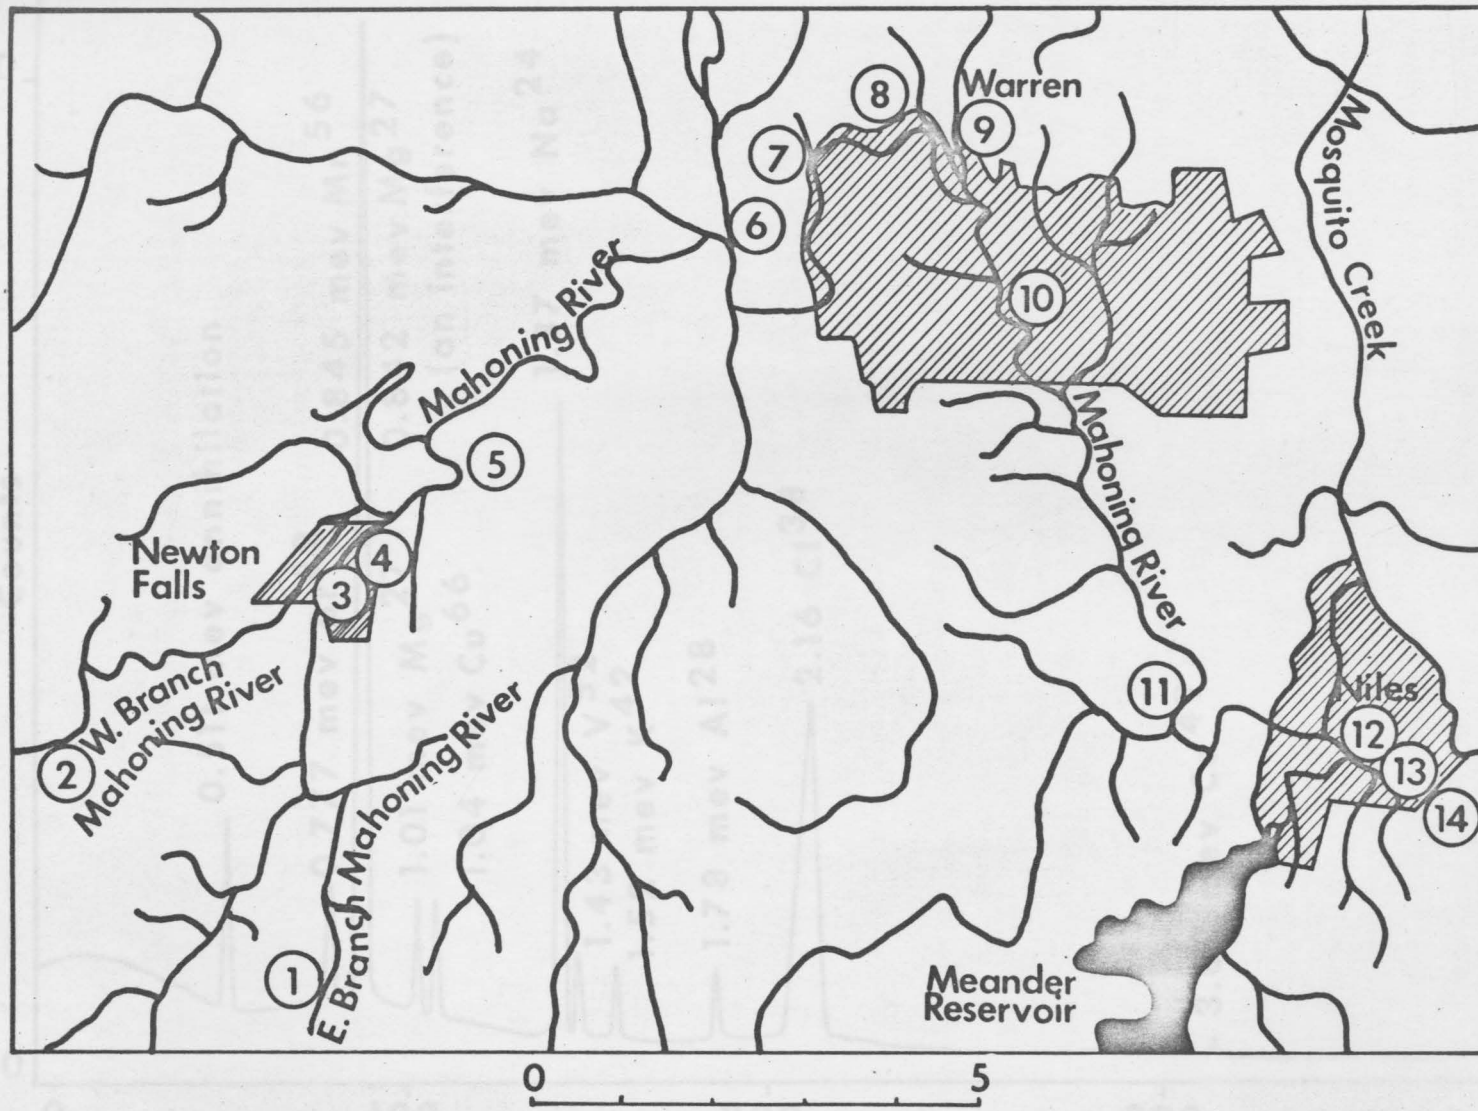 8
Warren
9
7
6
Mosquito Creek
Mahoning River
10
5
Mahoning River
Newton
Falls
4
3
W. Branch
Mahoning River
2
E. Branch Mahoning River
1
11
Niles
12
13
14
Meander
Reservoir
0 5